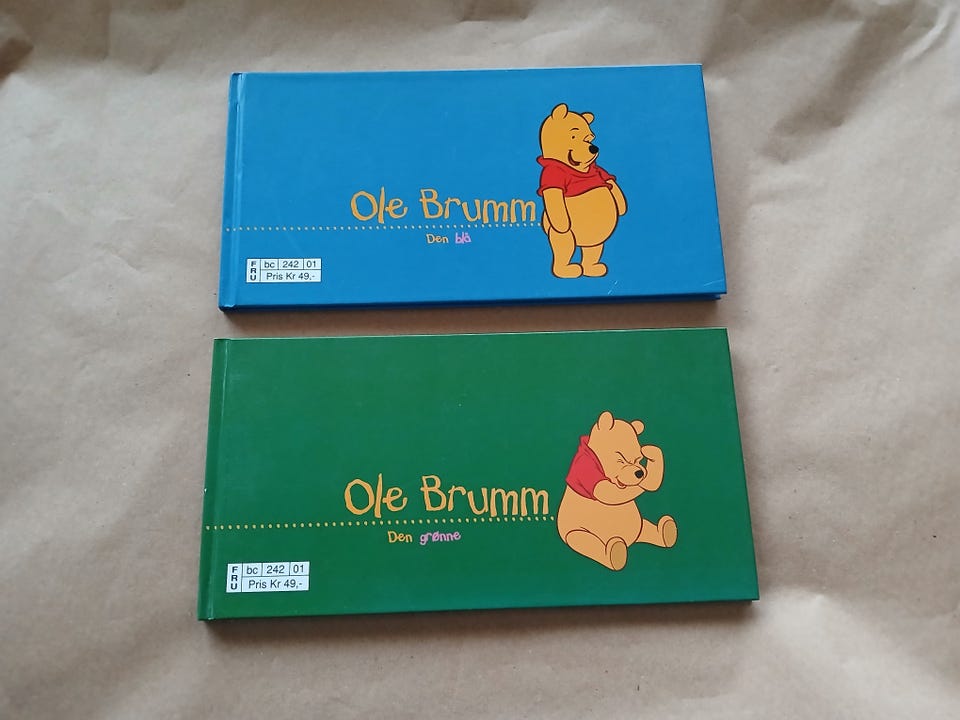 Ole Brumm
Den blå
FRU bc 242 01
Pris Kr 49,-
Ole Brumm
Den grønne
FRU bc 242 01
Pris Kr 49,-